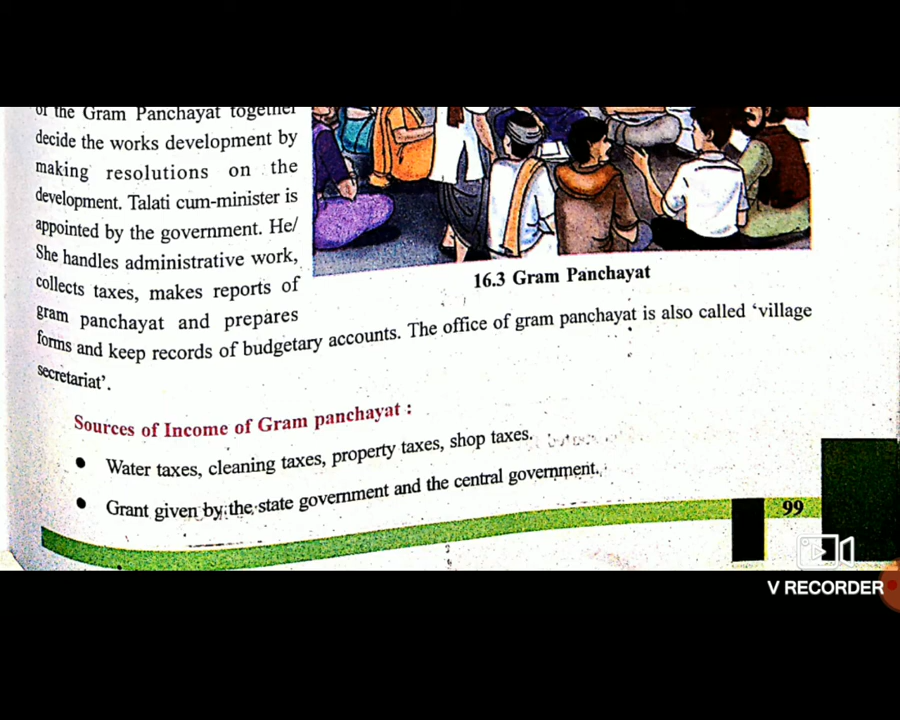 of the Gram Panchayat together
decide the works development by
making resolutions on the
development. Talati cum-minister is
appointed by the government. He/
She handles administrative work,
collects taxes, makes reports of
gram panchayat and prepares
forms and keep records of budgetary accounts. The office of gram panchayat is also called ‘village
secretariat’.
16.3 Gram Panchayat
Sources of Income of Gram panchayat :
● Water taxes, cleaning taxes, property taxes, shop taxes.
● Grant given by the state government and the central government.
99
V RECORDER